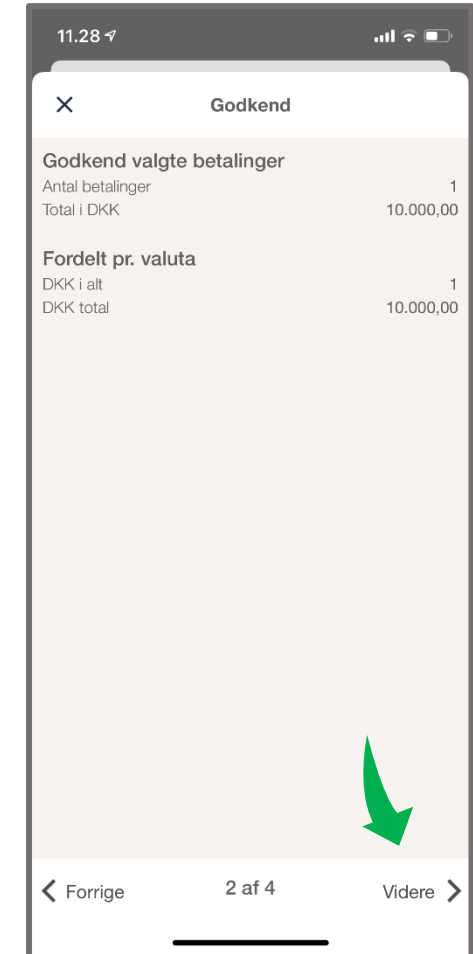 11.28
Godkend
Godkend valgte betalinger
Antal betalinger 1
Total i DKK 10.000,00
Fordelt pr. valuta
DKK i alt 1
DKK total 10.000,00
Forrige 2 af 4 Videre